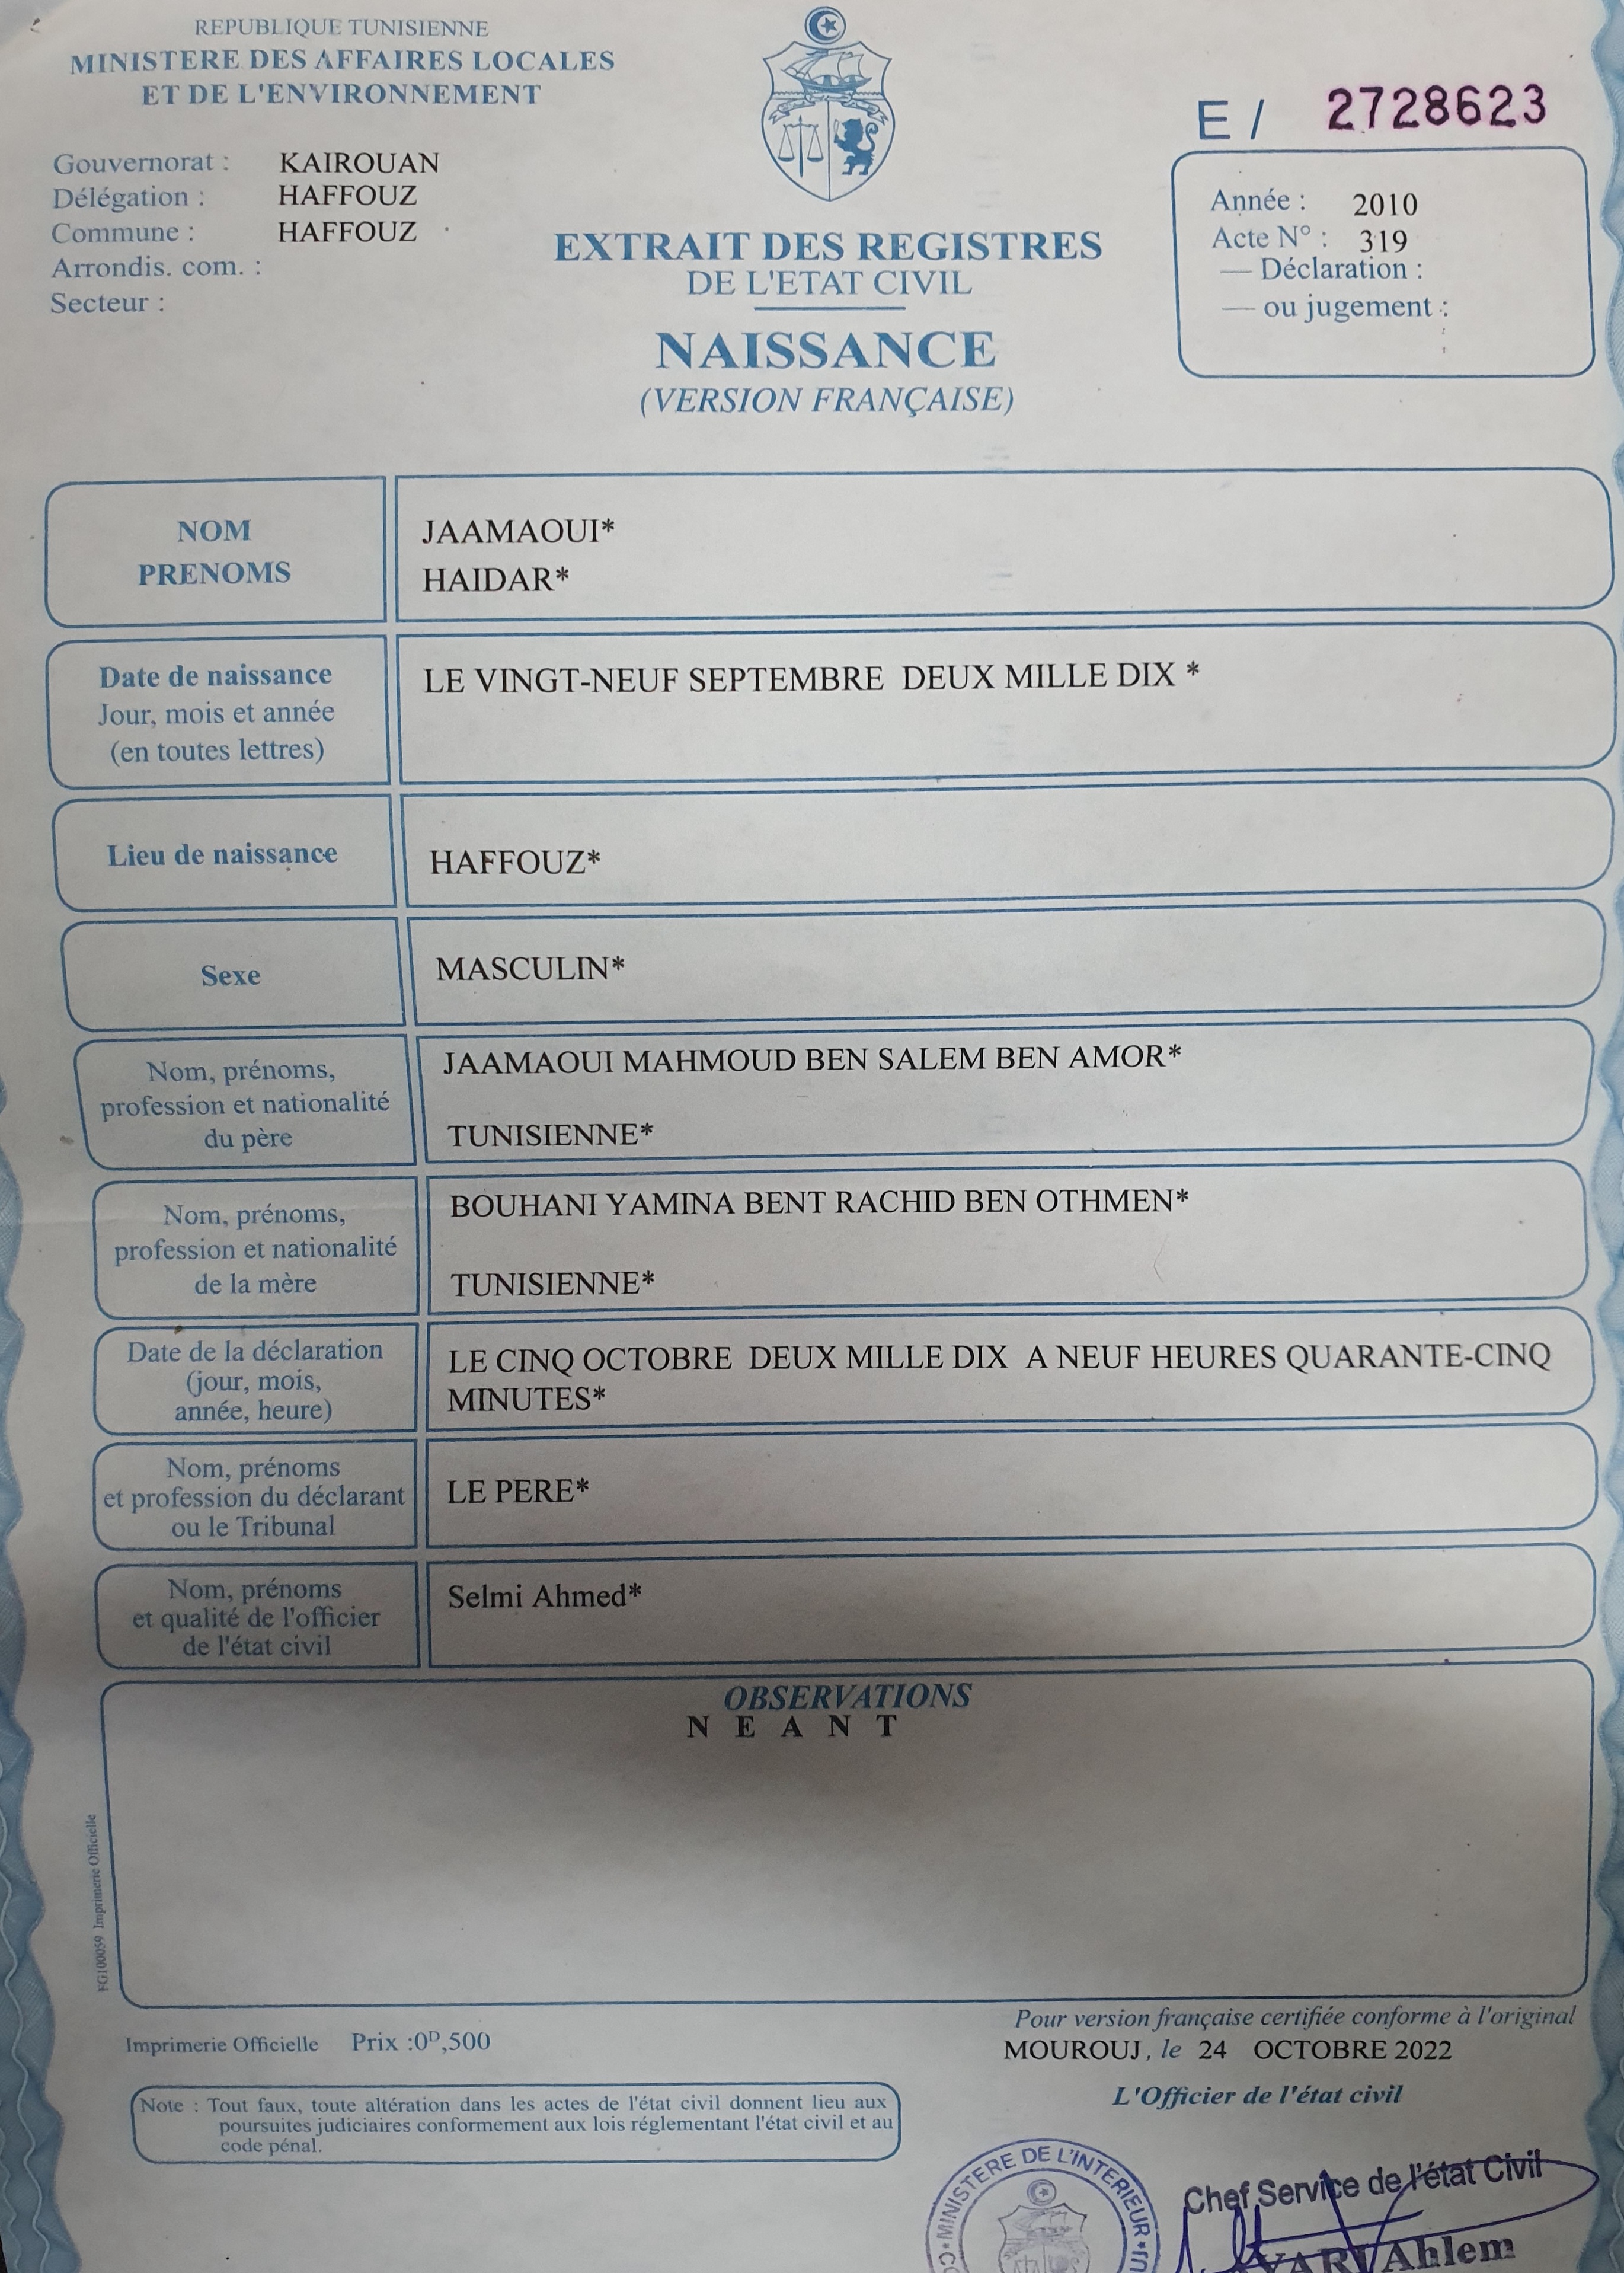 REPUBLIQUE TUNISIENNE
MINISTERE DES AFFAIRES LOCALES
ET DE L'ENVIRONNEMENT
E / 2728623
Gouvernorat : KAIROUAN
Délégation : HAFFOUZ
Commune : HAFFOUZ
Arrondis. com. :
Secteur :
Année : 2010
Acte N° : 319
— Déclaration :
— ou jugement :
EXTRAIT DES REGISTRES
DE L'ETAT CIVIL
NAISSANCE
(VERSION FRANÇAISE)
NOM
PRENOMS
JAAMAOUI*
HAIDAR*
Date de naissance
Jour, mois et année
(en toutes lettres)
LE VINGT-NEUF SEPTEMBRE DEUX MILLE DIX *
Lieu de naissance
HAFFOUZ*
Sexe
MASCULIN*
Nom, prénoms,
profession et nationalité
du père
JAAMAOUI MAHMOUD BEN SALEM BEN AMOR*
TUNISIENNE*
Nom, prénoms,
profession et nationalité
de la mère
BOUHANI YAMINA BENT RACHID BEN OTHMEN*
TUNISIENNE*
Date de la déclaration
(jour, mois,
année, heure)
LE CINQ OCTOBRE DEUX MILLE DIX A NEUF HEURES QUARANTE-CINQ
MINUTES*
Nom, prénoms
et profession du déclarant
ou le Tribunal
LE PERE*
Nom, prénoms
et qualité de l'officier
de l'état civil
Selmi Ahmed*
OBSERVATIONS
N E A N T
FG100059 Imprimerie Officielle
Imprimerie Officielle Prix :0D,500
Pour version française certifiée conforme à l'original
MOUROUJ, le 24 OCTOBRE 2022
L'Officier de l'état civil
Note : Tout faux, toute altération dans les actes de l'état civil donnent lieu aux
poursuites judiciaires conformement aux lois réglementant l'état civil et au
code pénal.
MINISTERE DE L'INTERIEUR
Chef Service de l'état Civil
Ahlem